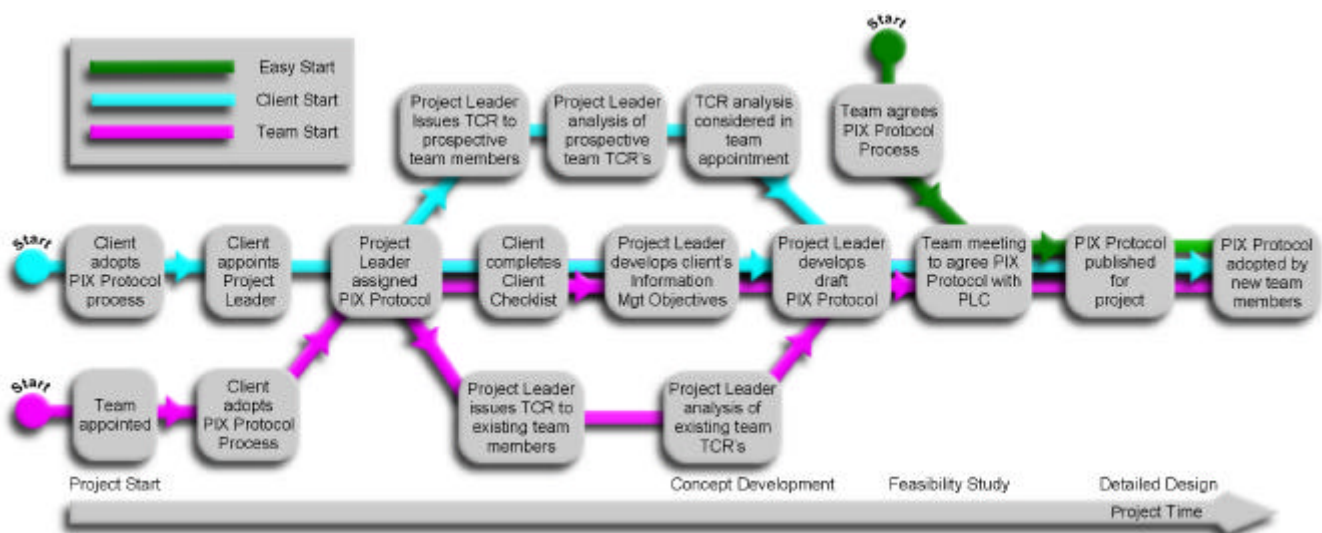 Start
Easy Start
Client Start
Team Start
Project Leader
Issues TCR to
prospective
team members
Project Leader
analysis of
prospective
team TCR's
TCR analysis
considered in
team
appointment
Team agrees
PIX Protocol
Process
Start
Client
adopts
PIX Protocol
process
Client
appoints
Project
Leader
Project
Leader
assigned
PIX Protocol
Client
completes
Client
Checklist
Project Leader
develops client's
Information
Mgt Objectives
Project Leader
develops
draft
PIX Protocol
Team meeting
to agree PIX
Protocol with
PLC
PIX Protocol
published
for
project
PIX Protocol
adopted by
new team
members
Start
Team
appointed
Client
adopts
PIX Protocol
Process
Project Leader
issues TCR to
existing team
members
Project Leader
analysis of
existing team
TCR's
Project Start
Concept Development
Feasibility Study
Detailed Design
Project Time